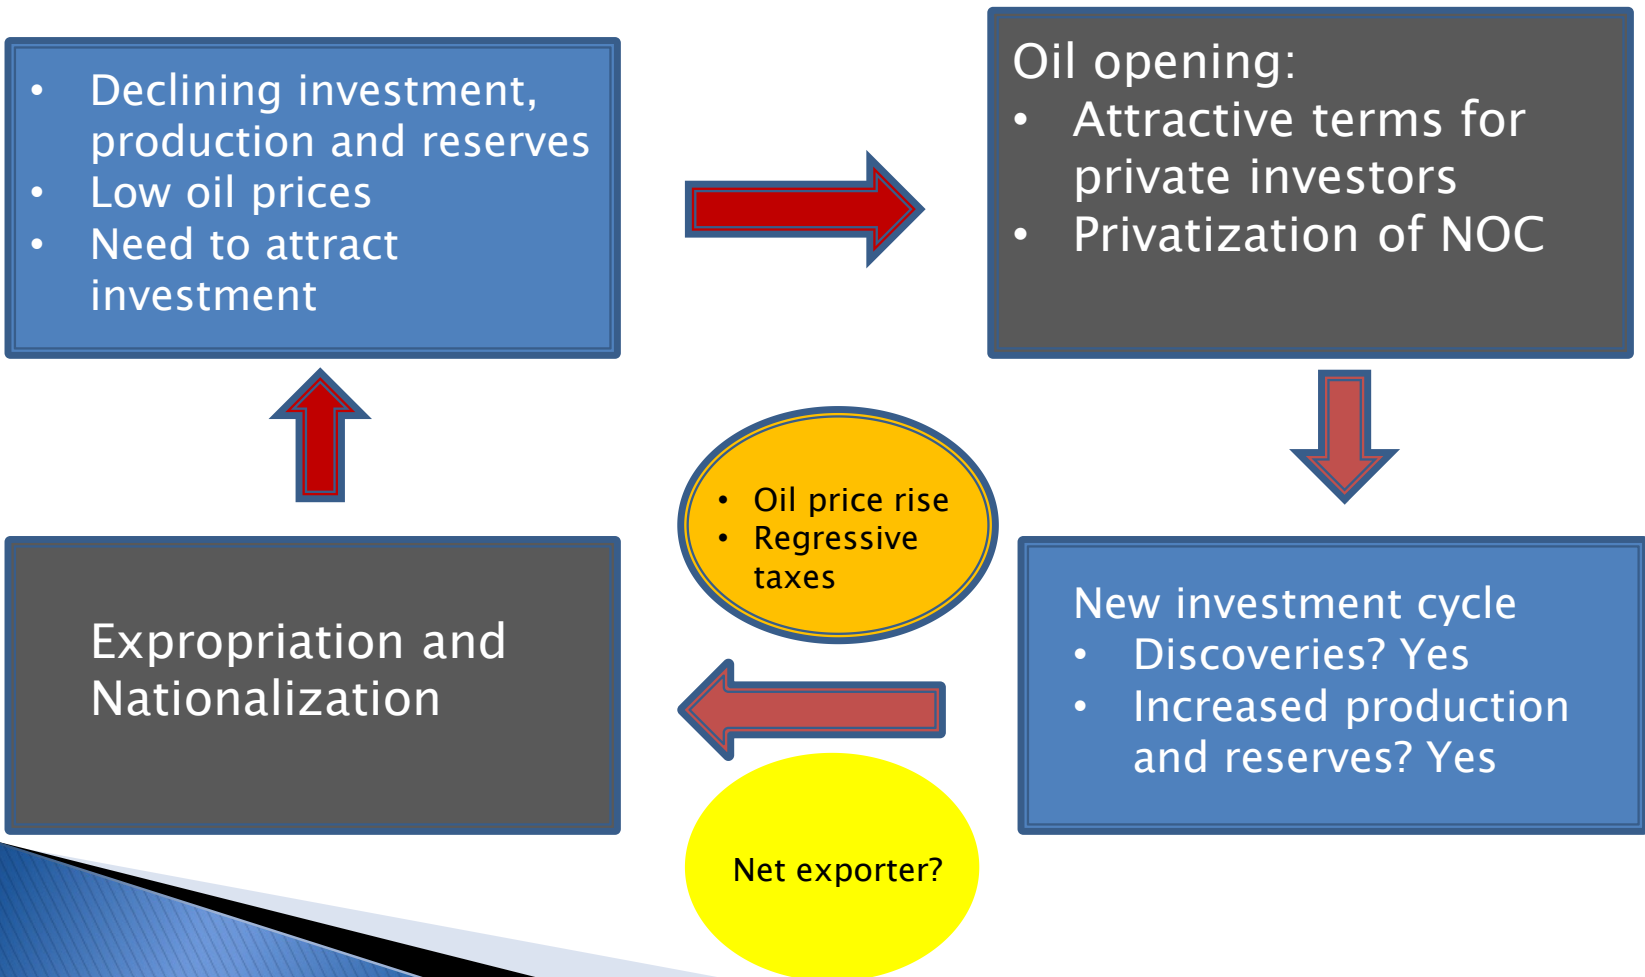 • Declining investment,
production and reserves
• Low oil prices
• Need to attract
investment
Oil opening:
• Attractive terms for
private investors
• Privatization of NOC
• Oil price rise
• Regressive
taxes
Expropriation and
Nationalization
New investment cycle
• Discoveries? Yes
• Increased production
and reserves? Yes
Net exporter?